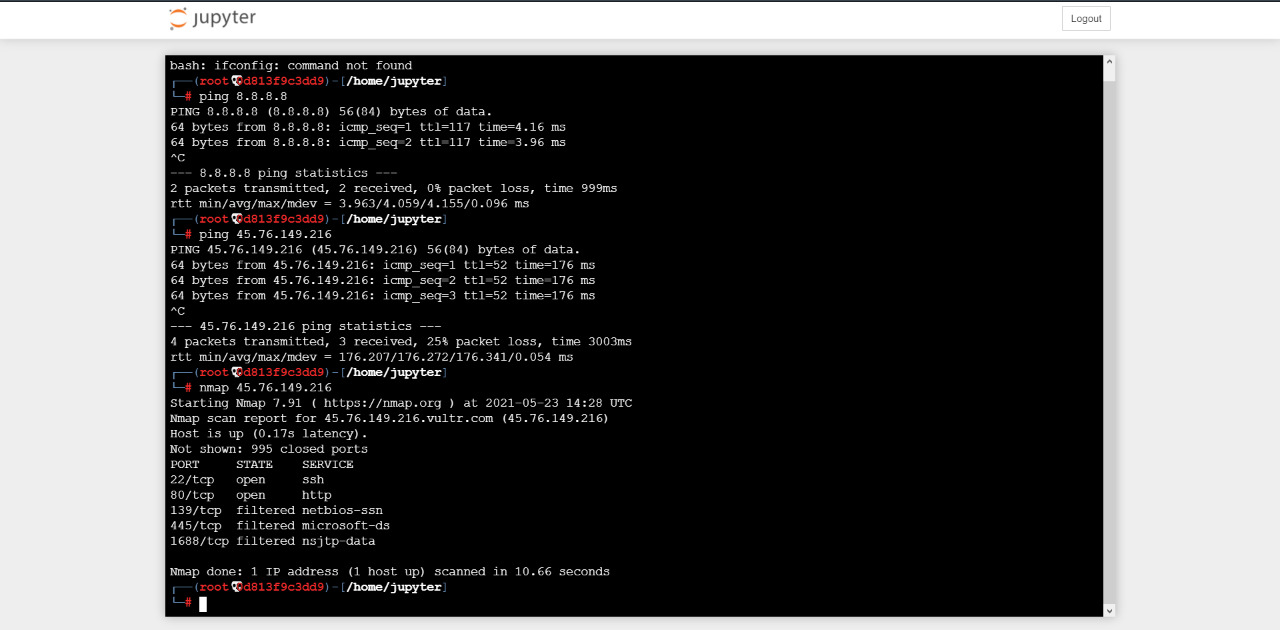 jupyter
Logout
bash: ifconfig: command not found
┌──(root💀0d813f9c3dd9)-[/home/jupyter]
└─# ping 8.8.8.8
PING 8.8.8.8 (8.8.8.8) 56(84) bytes of data.
64 bytes from 8.8.8.8: icmp_seq=1 ttl=117 time=4.16 ms
64 bytes from 8.8.8.8: icmp_seq=2 ttl=117 time=3.96 ms
^C
--- 8.8.8.8 ping statistics ---
2 packets transmitted, 2 received, 0% packet loss, time 999ms
rtt min/avg/max/mdev = 3.963/4.059/4.155/0.096 ms
┌──(root💀0d813f9c3dd9)-[/home/jupyter]
└─# ping 45.76.149.216
PING 45.76.149.216 (45.76.149.216) 56(84) bytes of data.
64 bytes from 45.76.149.216: icmp_seq=1 ttl=52 time=176 ms
64 bytes from 45.76.149.216: icmp_seq=2 ttl=52 time=176 ms
64 bytes from 45.76.149.216: icmp_seq=3 ttl=52 time=176 ms
^C
--- 45.76.149.216 ping statistics ---
4 packets transmitted, 3 received, 25% packet loss, time 3003ms
rtt min/avg/max/mdev = 176.207/176.272/176.341/0.054 ms
┌──(root💀0d813f9c3dd9)-[/home/jupyter]
└─# nmap 45.76.149.216
Starting Nmap 7.91 ( https://nmap.org ) at 2021-05-23 14:28 UTC
Nmap scan report for 45.76.149.216.vultr.com (45.76.149.216)
Host is up (0.17s latency).
Not shown: 995 closed ports
PORT     STATE    SERVICE
22/tcp   open     ssh
80/tcp   open     http
139/tcp  filtered netbios-ssn
445/tcp  filtered microsoft-ds
1688/tcp filtered nsjtp-data
Nmap done: 1 IP address (1 host up) scanned in 10.66 seconds
┌──(root💀0d813f9c3dd9)-[/home/jupyter]
└─#